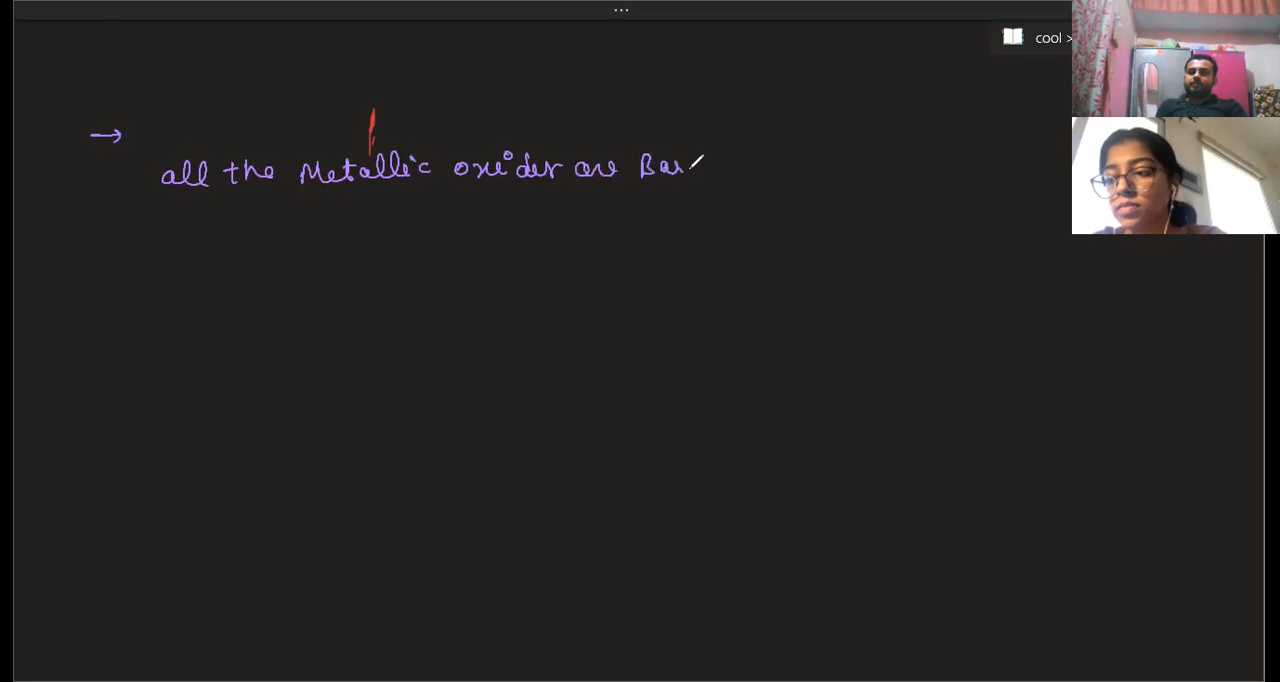 ...
cool >
→
all the Metallic oxides are Bas